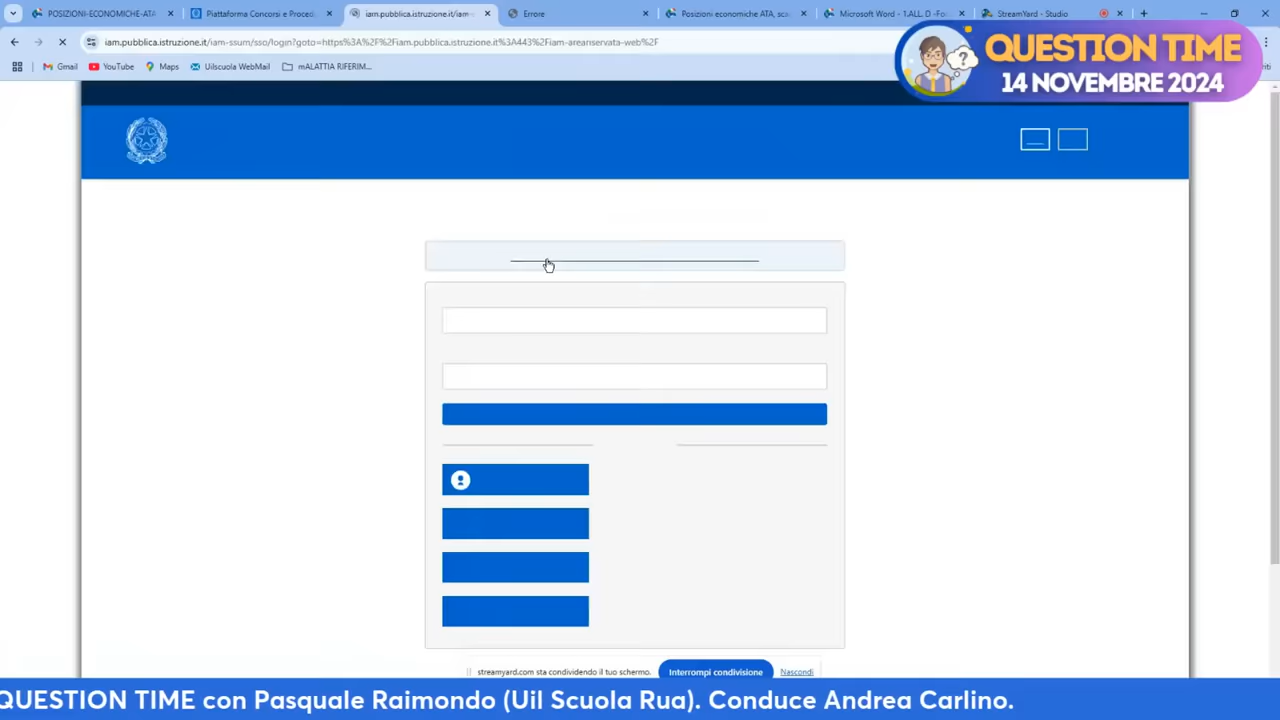 POSIZIONI-ECONOMICHE-ATA
Piattaforma Concorsi e Proced
iam.pubblica.istruzione.it/iam-
Errore
Posizioni economiche ATA, sca
Microsoft Word - 1.ALL. D -Fo
StreamYard - Studio
iam.pubblica.istruzione.it/iam-ssum/sso/login?goto=https%3A%2F%2Fiam.pubblica.istruzione.it%3A443%2Fiam-areariservata-web%2F
Gmail
YouTube
Maps
Uilscuola WebMail
mALATTIA RIFERIM...
QUESTION TIME
14 NOVEMBRE 2024
streamyard.com sta condividendo il tuo schermo.
Interrompi condivisione
Nascondi
QUESTION TIME con Pasquale Raimondo (Uil Scuola Rua). Conduce Andrea Carlino.